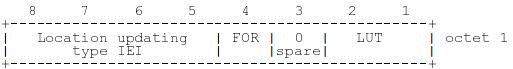 8 7 6 5 4 3 2 1
Location updating FOR 0 LUT octet 1
type IEI spare